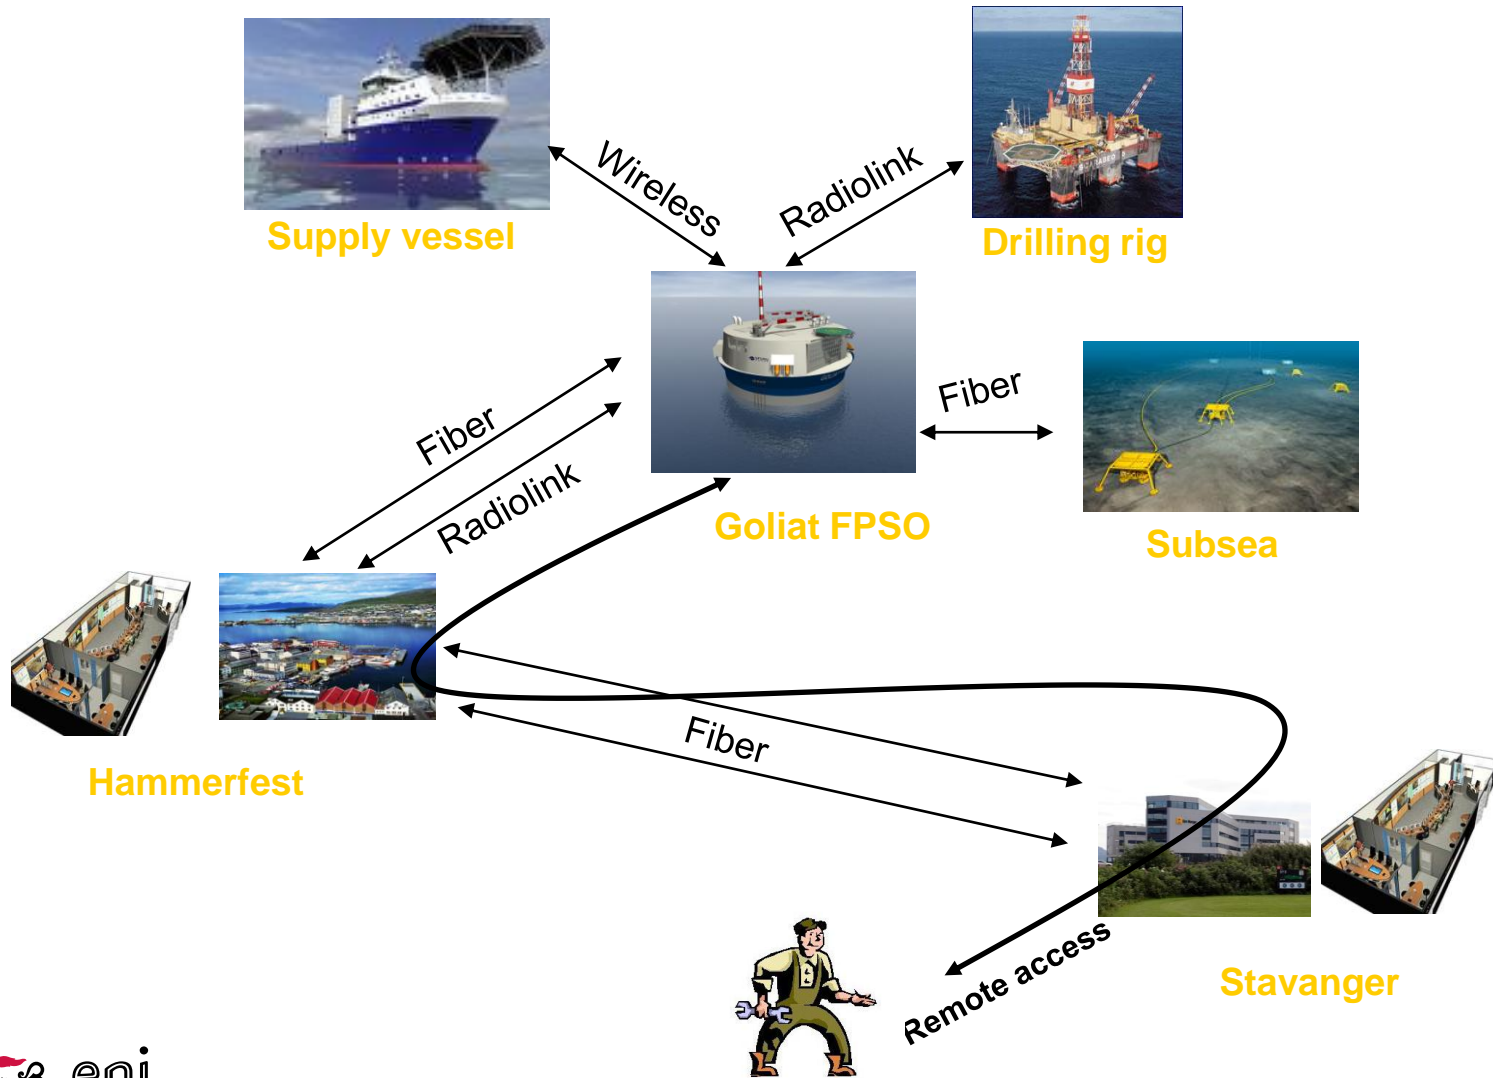 Wireless
Radiolink
Supply vessel
Drilling rig
Fiber
Fiber
Radiolink
Goliat FPSO
Subsea
Fiber
Hammerfest
Remote access
Stavanger
eni